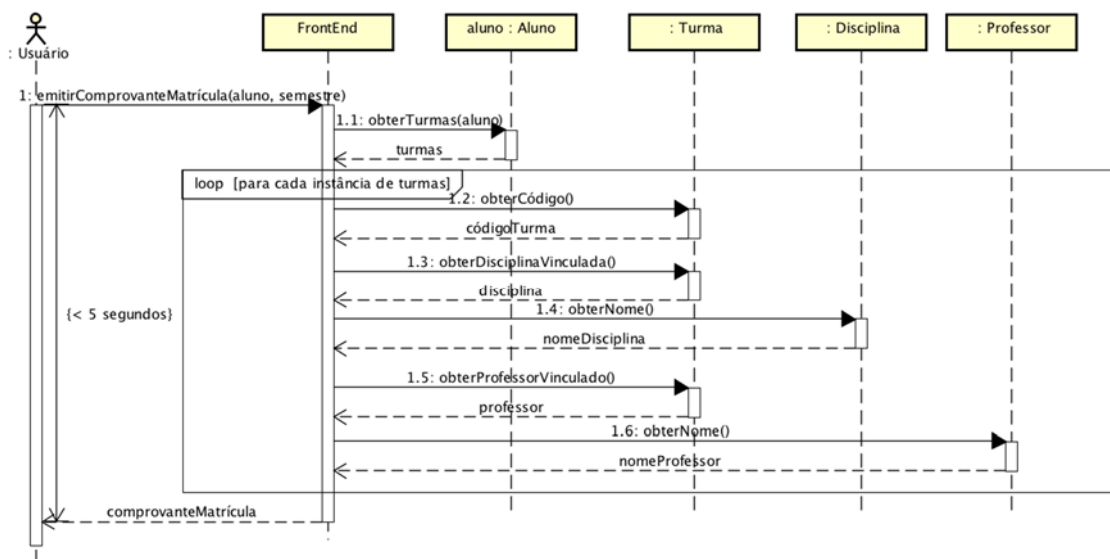 FrontEnd
aluno : Aluno
: Turma
: Disciplina
: Professor
: Usuário
1: emitirComprovanteMatrícula(aluno, semestre)
1.1: obterTurmas(aluno)
turmas
loop [para cada instância de turmas]
1.2: obterCódigo()
códigoTurma
1.3: obterDisciplinaVinculada()
disciplina
1.4: obterNome()
{< 5 segundos}
nomeDisciplina
1.5: obterProfessorVinculado()
professor
1.6: obterNome()
nomeProfessor
comprovanteMatrícula